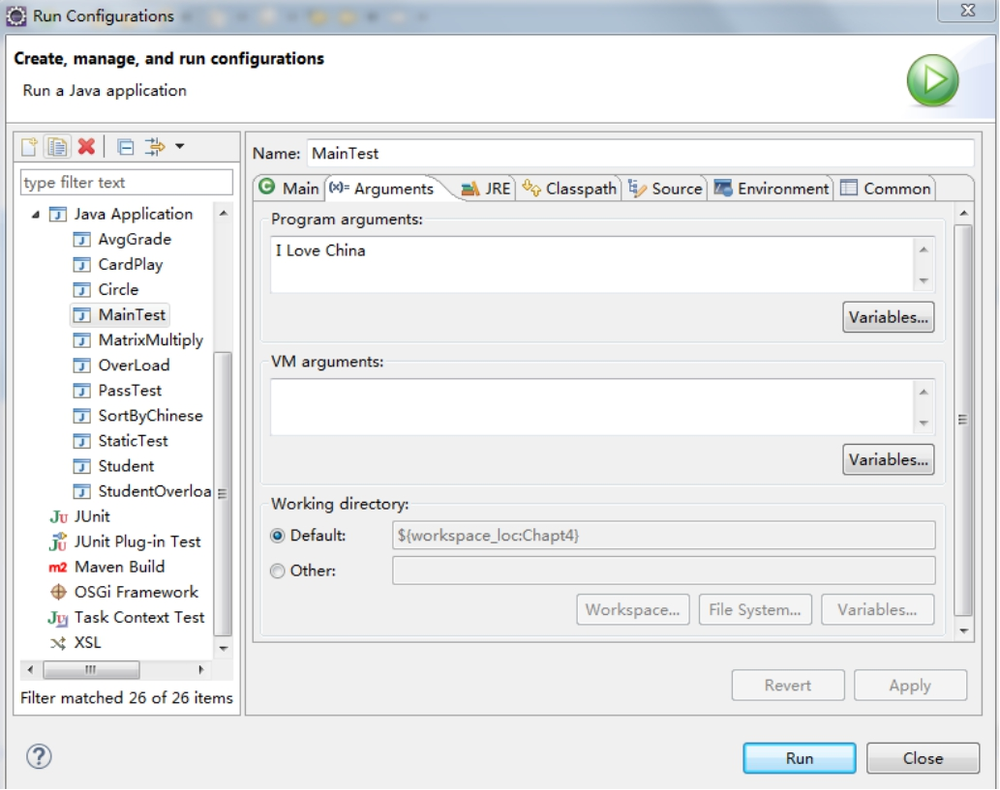 Run Configurations
Create, manage, and run configurations
Run a Java application
type filter text
Java Application
AvgGrade
CardPlay
Circle
MainTest
MatrixMultiply
OverLoad
PassTest
SortByChinese
StaticTest
Student
StudentOverloa
JU JUnit
JU JUnit Plug-in Test
m2 Maven Build
OSGi Framework
JU Task Context Test
XSL
Filter matched 26 of 26 items
Name: MainTest
Main (x)= Arguments JRE Classpath Source Environment Common
Program arguments:
I Love China
Variables...
VM arguments:
Variables...
Working directory:
Default: ${workspace_loc:Chapt4}
Other:
Workspace... File System... Variables...
Revert Apply
Run Close